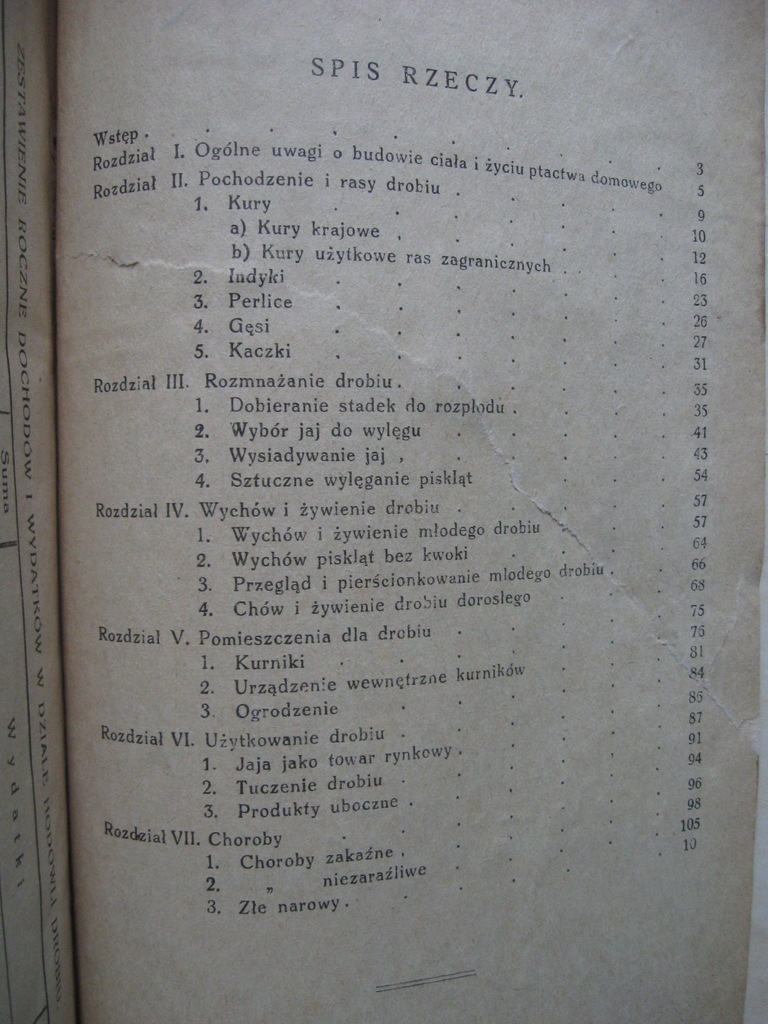 ZESTAWIENIE ROCZNE DOCHODÓW I WYDATKÓW W DZIALE HODOWLI DROBIU
Suma
Wydatki
SPIS RZECZY.
Wstęp . . . . . . . . . 3
Rozdział I. Ogólne uwagi o budowie ciała i życiu ptactwa domowego 5
Rozdział II. Pochodzenie i rasy drobiu . . . . 9
1. Kury . . . . . . 10
a) Kury krajowe . . . . . 12
b) Kury użytkowe ras zagranicznych . . . 16
2. Indyki . . . . . . 23
3. Perlice . . . . . . 26
4. Gęsi . . . . . . 27
5. Kaczki . . . . . . 31
Rozdział III. Rozmnażanie drobiu . . . . . 35
1. Dobieranie stadek do rozpłodu . . . . 35
2. Wybór jaj do wylęgu . . . . 41
3. Wysiadywanie jaj . . . . . 43
4. Sztuczne wylęganie piskląt . . . 54
Rozdział IV. Wychów i żywienie drobiu . . . . 57
1. Wychów i żywienie młodego drobiu . . 57
2. Wychów piskląt bez kwoki . . . 64
3. Przegląd i pierścionkowanie młodego drobiu . . 66
4. Chów i żywienie drobiu dorosłego . . 68
Rozdział V. Pomieszczenia dla drobiu . . . . 75
1. Kurniki . . . . . . 76
2. Urządzenie wewnętrzne kurników . . 81
3. Ogrodzenie . . . . . 84
Rozdział VI. Użytkowanie drobiu . . . . . 86
1. Jaja jako towar rynkowy . . . . 87
2. Tuczenie drobiu . . . . . 91
3. Produkty uboczne . . . . . 94
Rozdział VII. Choroby . . . . . . 96
1. Choroby zakaźne . . . . . 98
2. „ niezaraźliwe . . . . 105
3. Złe narowy . . . . . 10